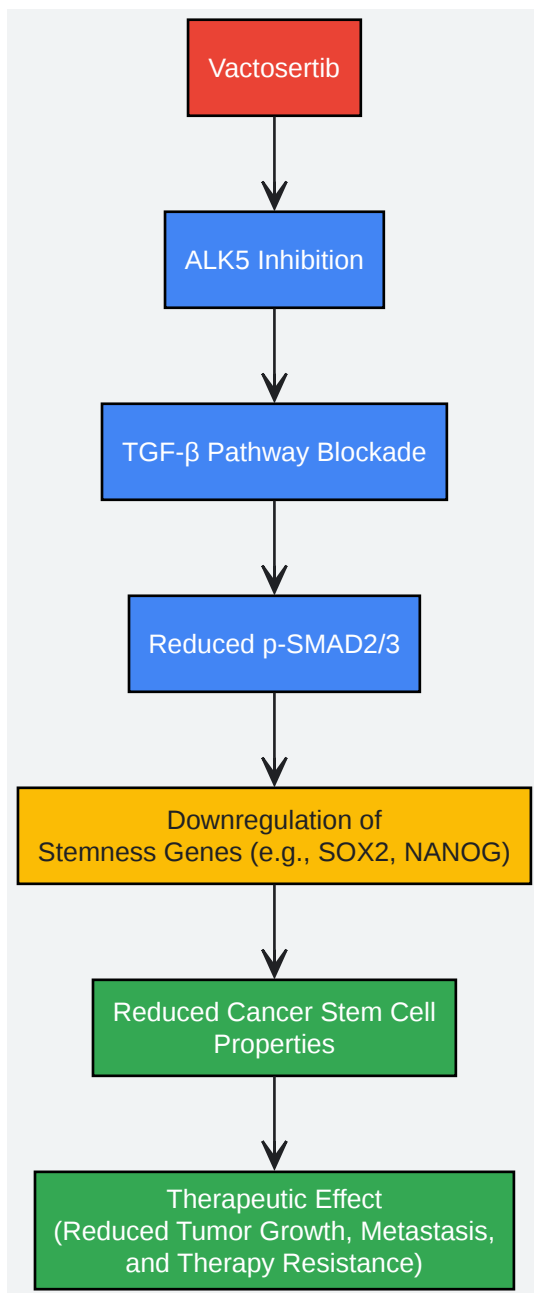 Vactosertib
ALK5 Inhibition
TGF-β Pathway Blockade
Reduced p-SMAD2/3
Downregulation of
Stemness Genes (e.g., SOX2, NANOG)
Reduced Cancer Stem Cell
Properties
Therapeutic Effect
(Reduced Tumor Growth, Metastasis,
and Therapy Resistance)